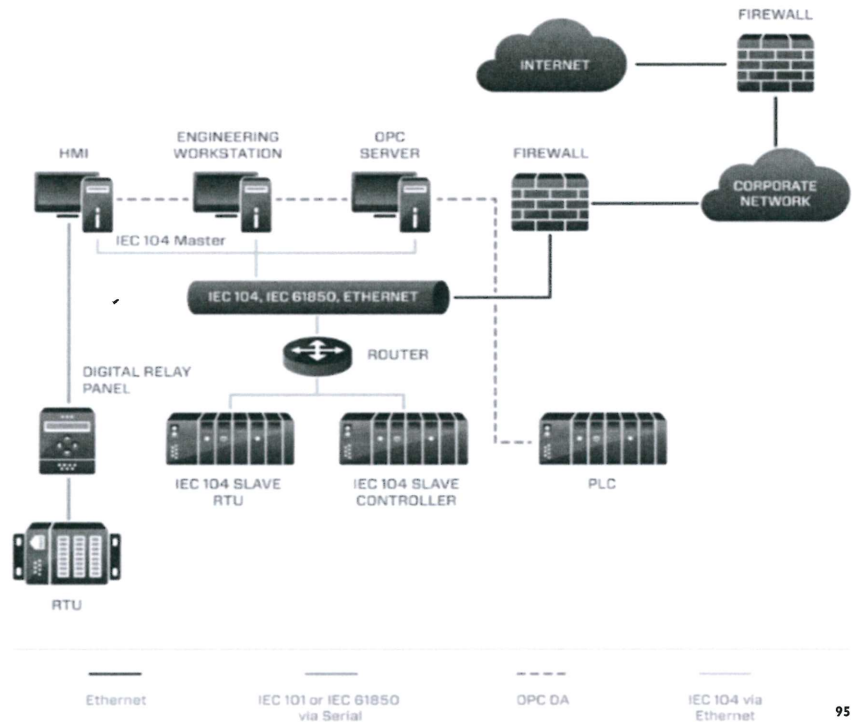 FIREWALL
INTERNET
HMI
ENGINEERING
WORKSTATION
OPC
SERVER
FIREWALL
CORPORATE
NETWORK
IEC 104 Master
IEC 104, IEC 61850, ETHERNET
ROUTER
DIGITAL RELAY
PANEL
IEC 104 SLAVE
RTU
IEC 104 SLAVE
CONTROLLER
PLC
RTU
Ethernet
IEC 101 or IEC 61850
via Serial
OPC DA
IEC 104 via
Ethernet
95